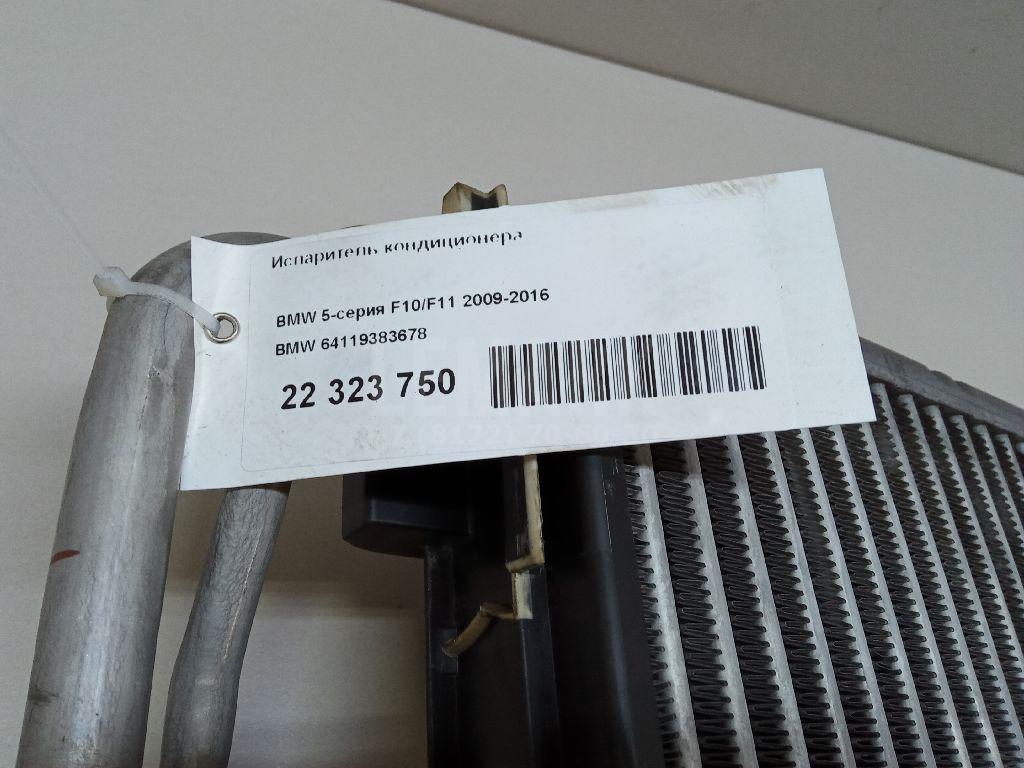 Испаритель кондиционера
BMW 5-серия F10/F11 2009-2016
BMW 64119383678
22 323 750